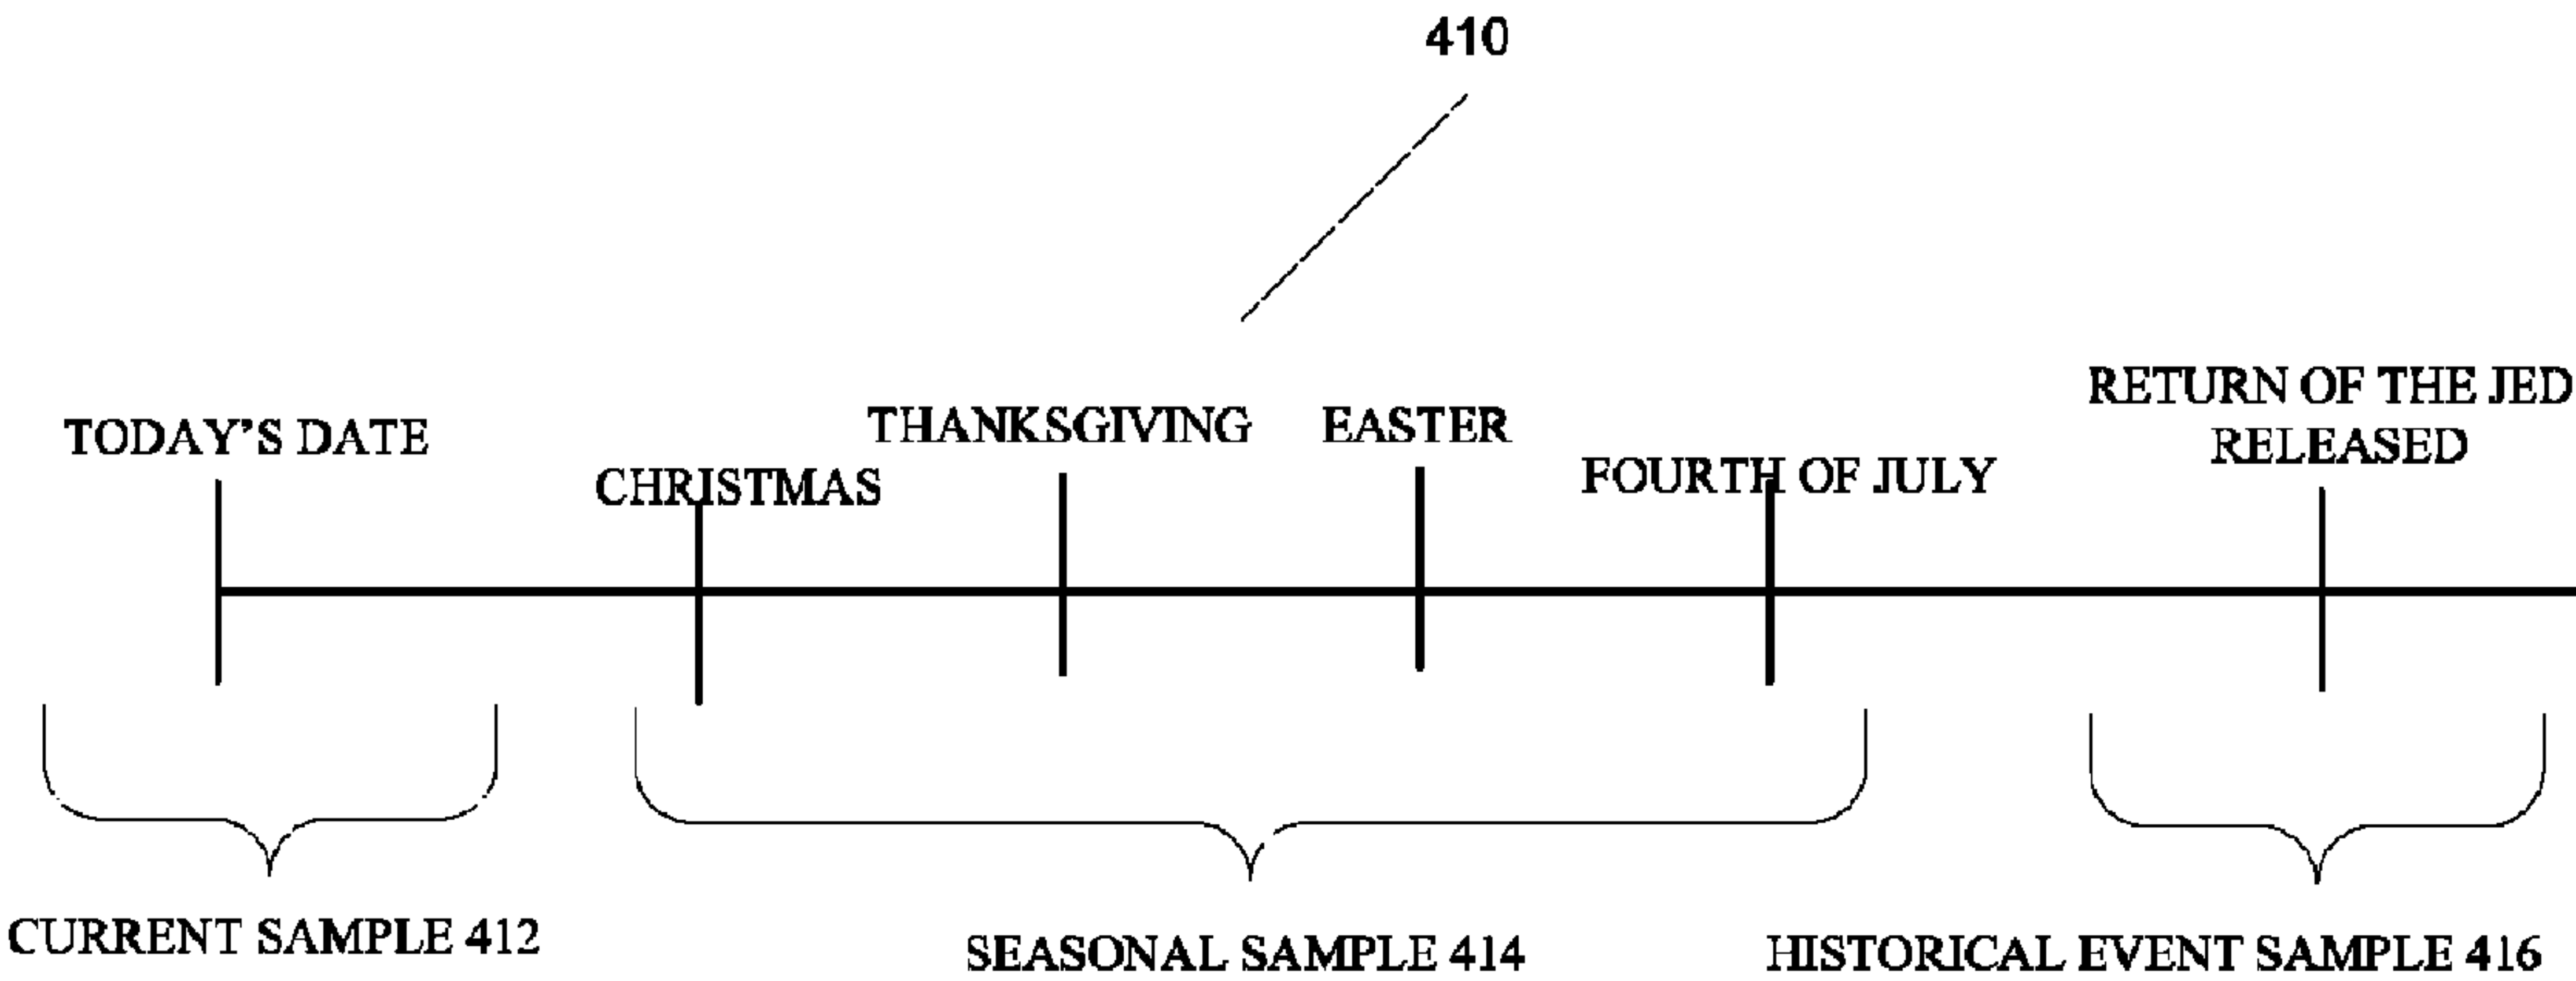 410
TODAY'S DATE
CHRISTMAS
THANKSGIVING
EASTER
FOURTH OF JULY
RETURN OF THE JED
RELEASED
CURRENT SAMPLE 412
SEASONAL SAMPLE 414
HISTORICAL EVENT SAMPLE 416